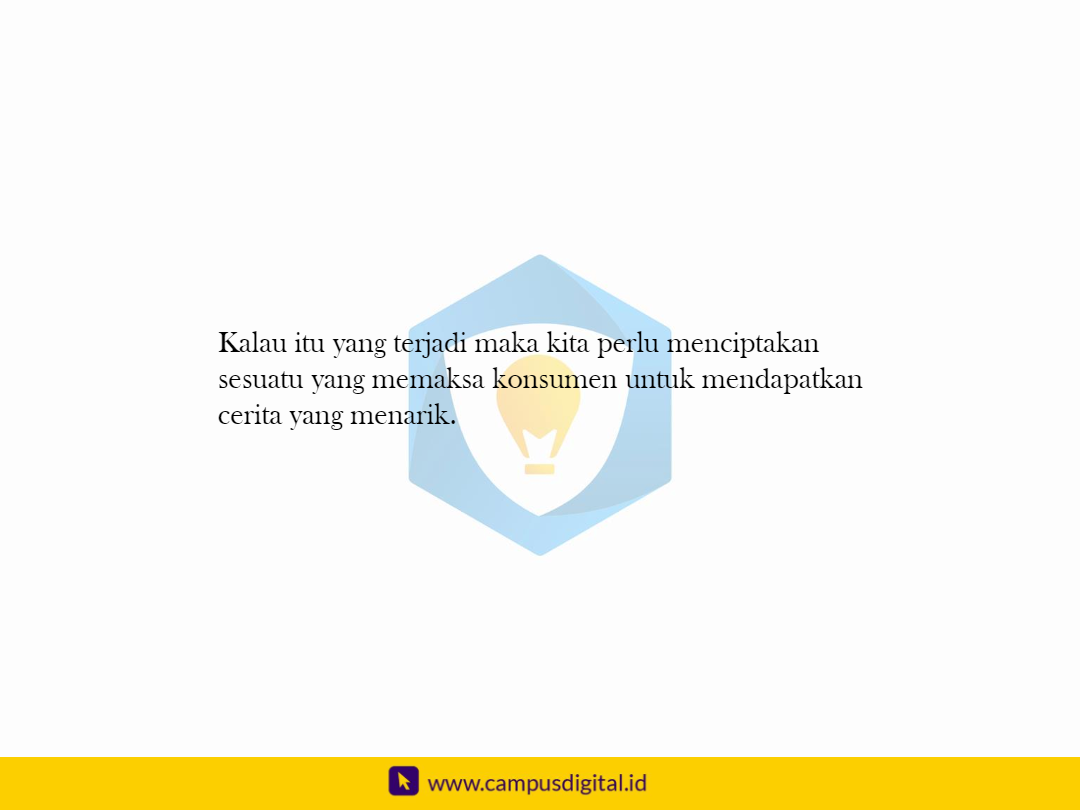 Kalau itu yang terjadi maka kita perlu menciptakan
sesuatu yang memaksa konsumen untuk mendapatkan
cerita yang menarik.
www.campusdigital.id